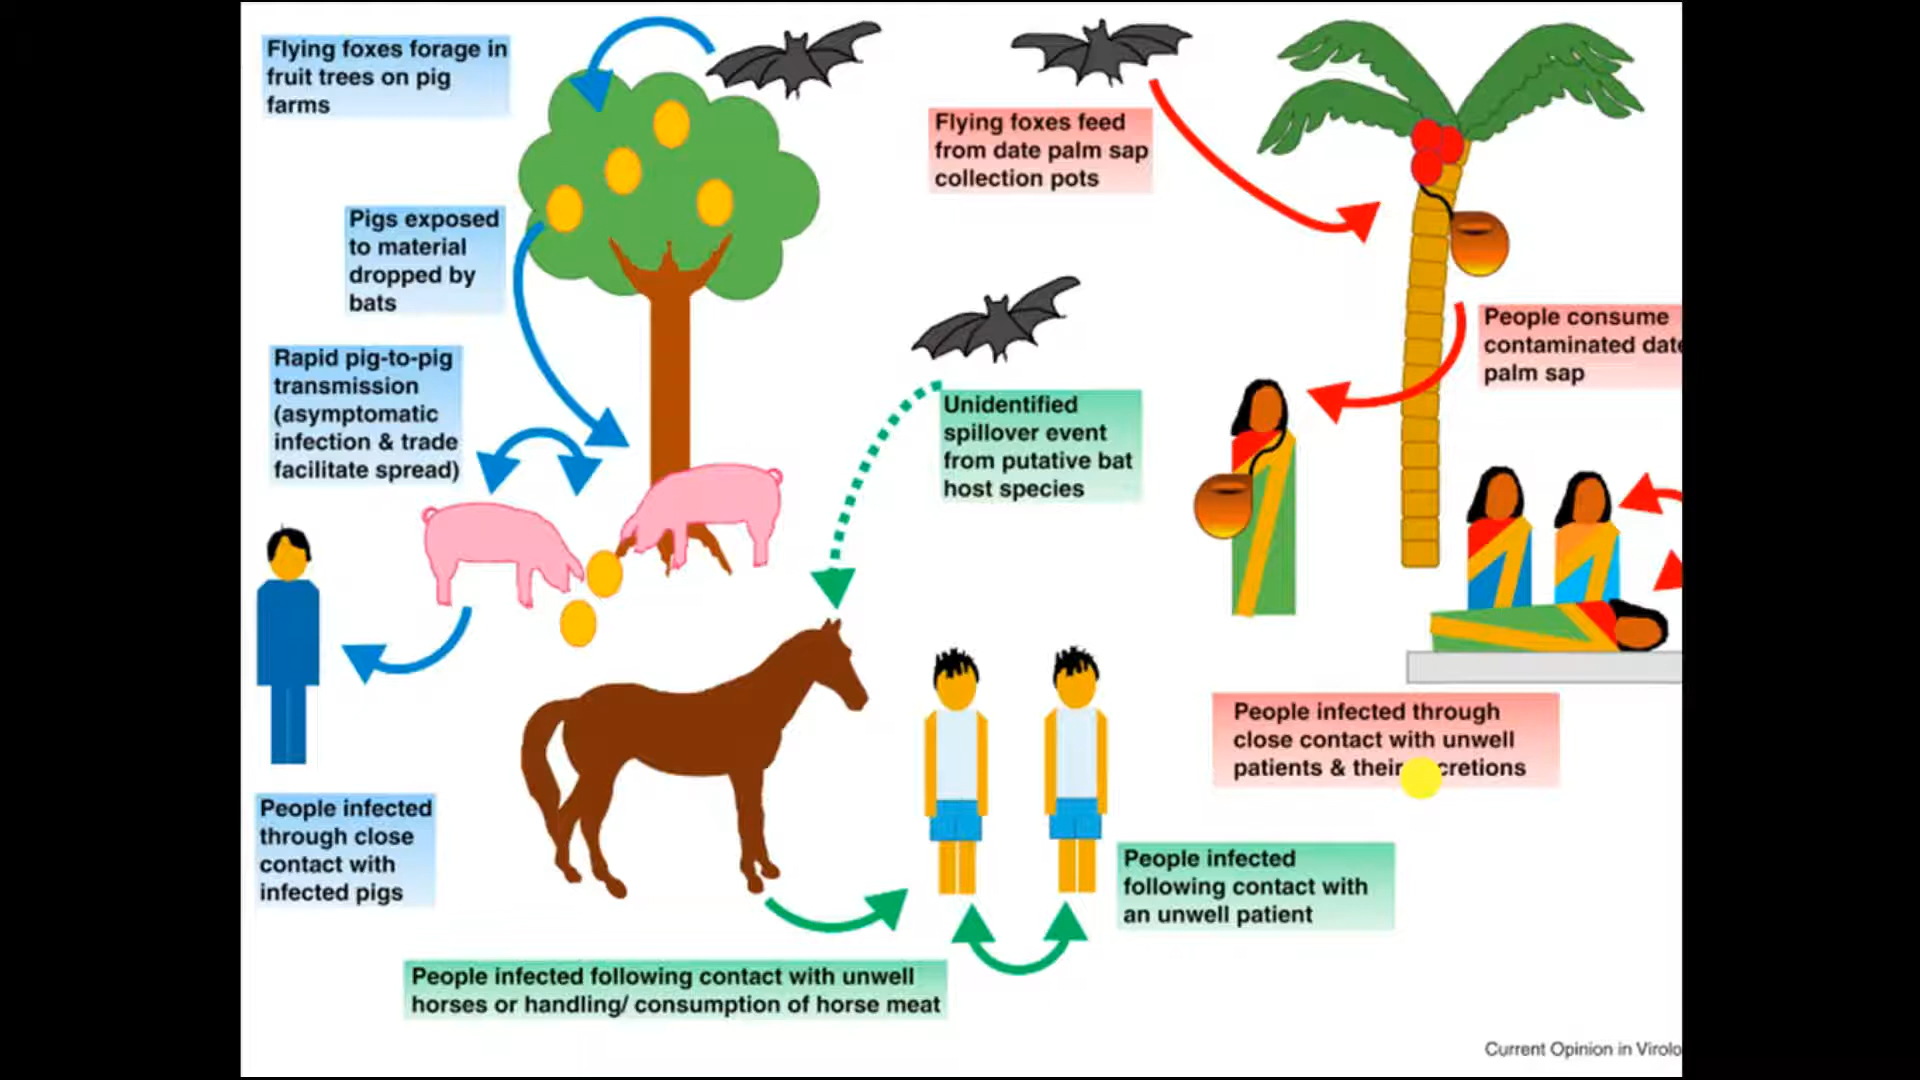 Flying foxes forage in
fruit trees on pig
farms
Pigs exposed
to material
dropped by
bats
Rapid pig-to-pig
transmission
(asymptomatic
infection & trade
facilitate spread)
People infected
through close
contact with
infected pigs
Flying foxes feed
from date palm sap
collection pots
People consume
contaminated date
palm sap
Unidentified
spillover event
from putative bat
host species
People infected through
close contact with unwell
patients & their cretions
People infected
following contact with
an unwell patient
People infected following contact with unwell
horses or handling/ consumption of horse meat
Current Opinion in Virolo